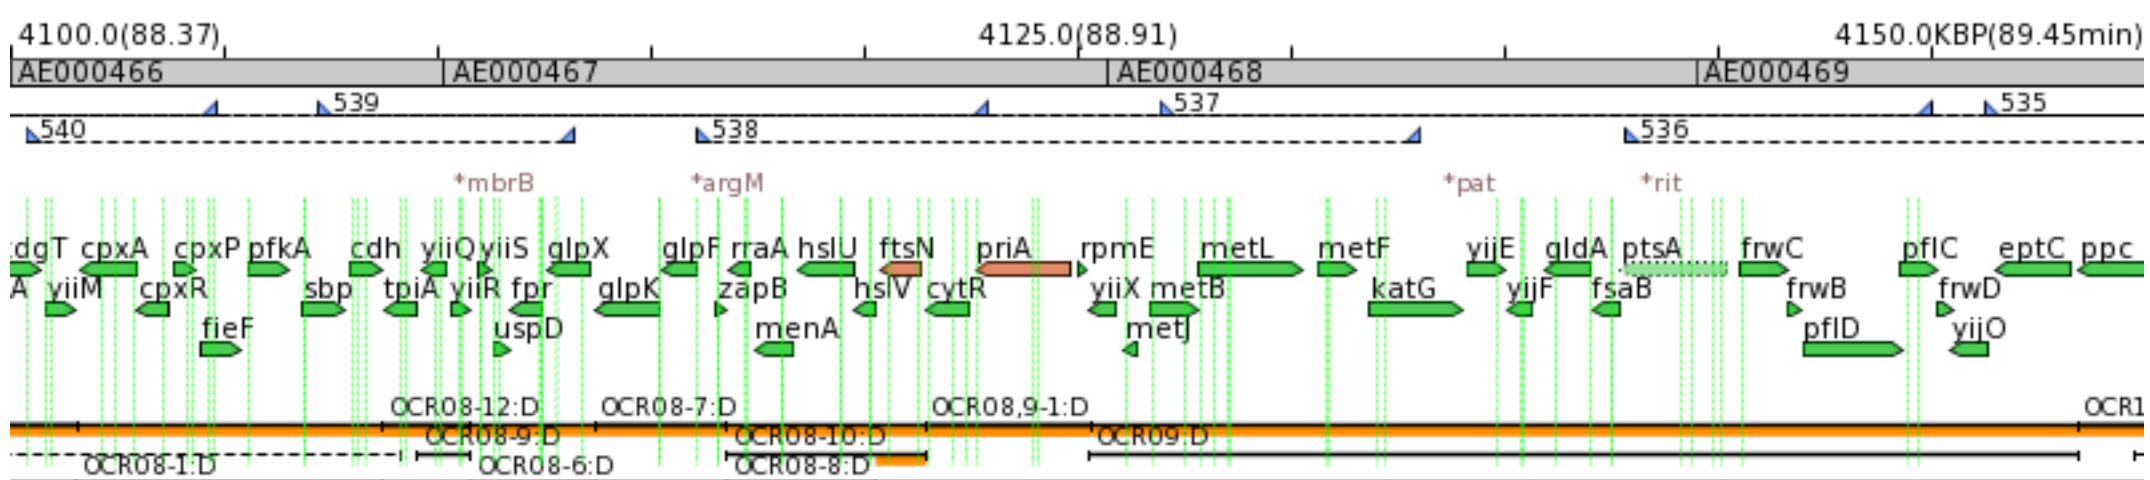 4100.0(88.37) 4125.0(88.91) 4150.0KBP(89.45min)
AE000466 AE000467 AE000468 AE000469
539 537 535
540 538 536
*mbrB *argM *pat *rit
dgT cpxA cpxP pfkA cdh yiiQ yiiS glpX glpF rraA hslU ftsN priA rpmE metL metF yijE gldA ptsA frwC pflC eptC ppc
A yiiM cpxR sbp tpiA yiiR fpr glpK zapB hslV cytR yiiX metB katG yijF fsaB frwB frwD
fieF uspD menA metJ pflD yijO
OCR08-12:D OCR08-7:D OCR08,9-1:D OCR1
OCR08-9:D OCR08-10:D OCR09:D
OCR08-1:D OCR08-6:D OCR08-8:D